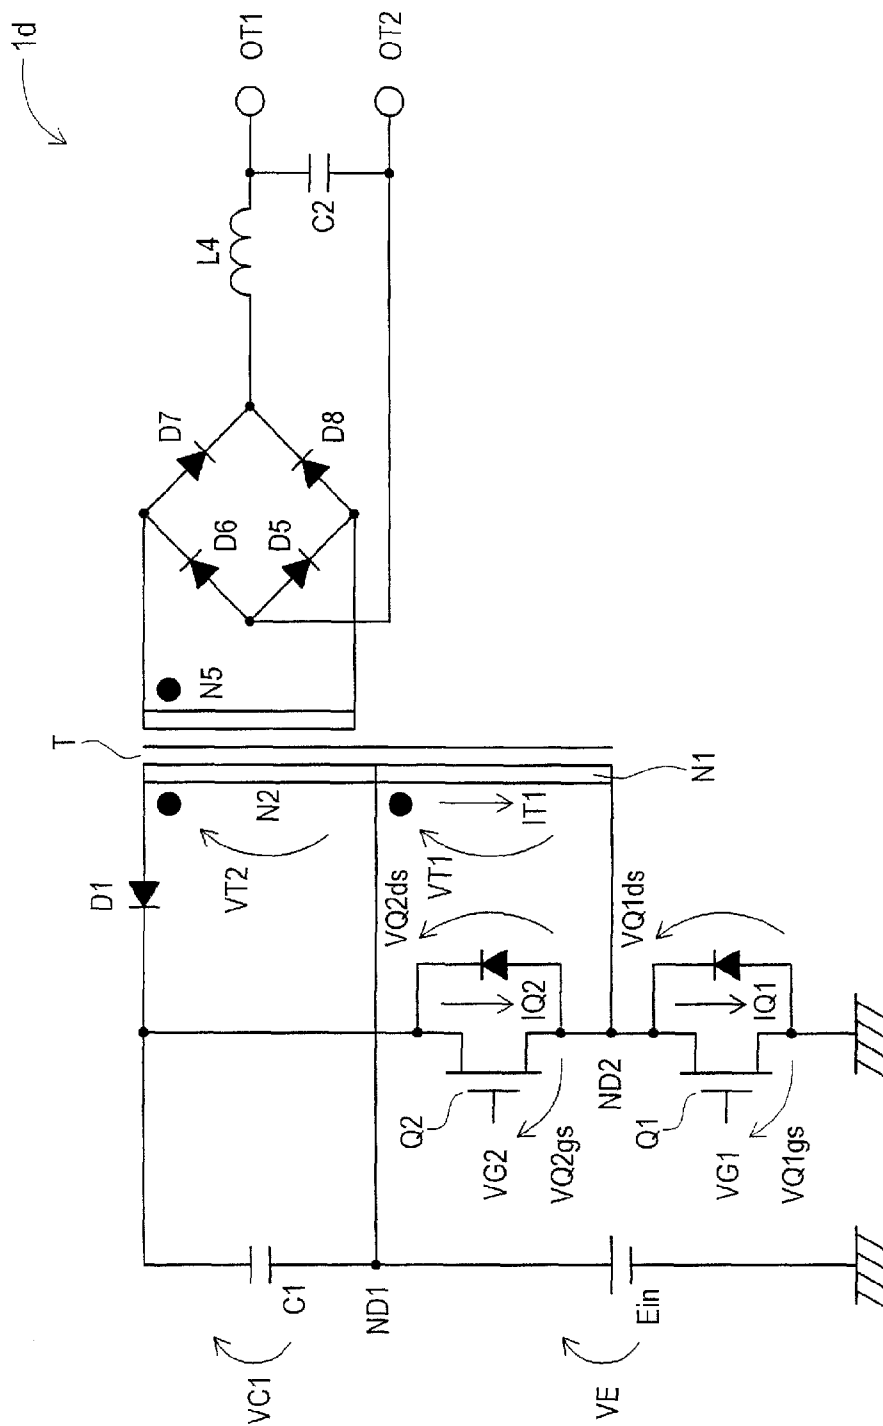 1d
OT1
OT2
L4
C2
D7
D8
D6
D5
N5
T
N2
N1
D1
VT2
VT1
IT1
VQ2ds
VQ1ds
IQ2
IQ1
ND2
Q2
Q1
VG2
VQ2gs
VG1
VQ1gs
C1
ND1
Ein
VC1
VE